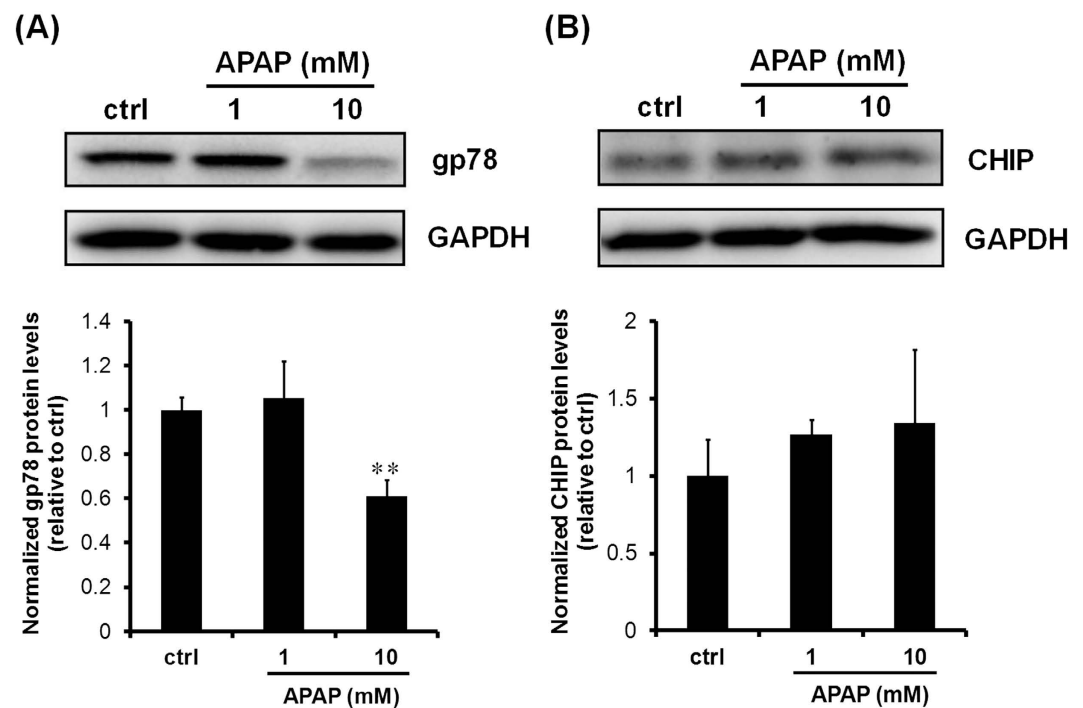 (A)
APAP (mM)
ctrl 1 10
gp78
GAPDH
Normalized gp78 protein levels
(relative to ctrl)
1.4
1.2
1
0.8
0.6
0.4
0.2
0
**
ctrl 1 10
APAP (mM)
(B)
APAP (mM)
ctrl 1 10
CHIP
GAPDH
Normalized CHIP protein levels
(relative to ctrl)
2
1.5
1
0.5
0
ctrl 1 10
APAP (mM)